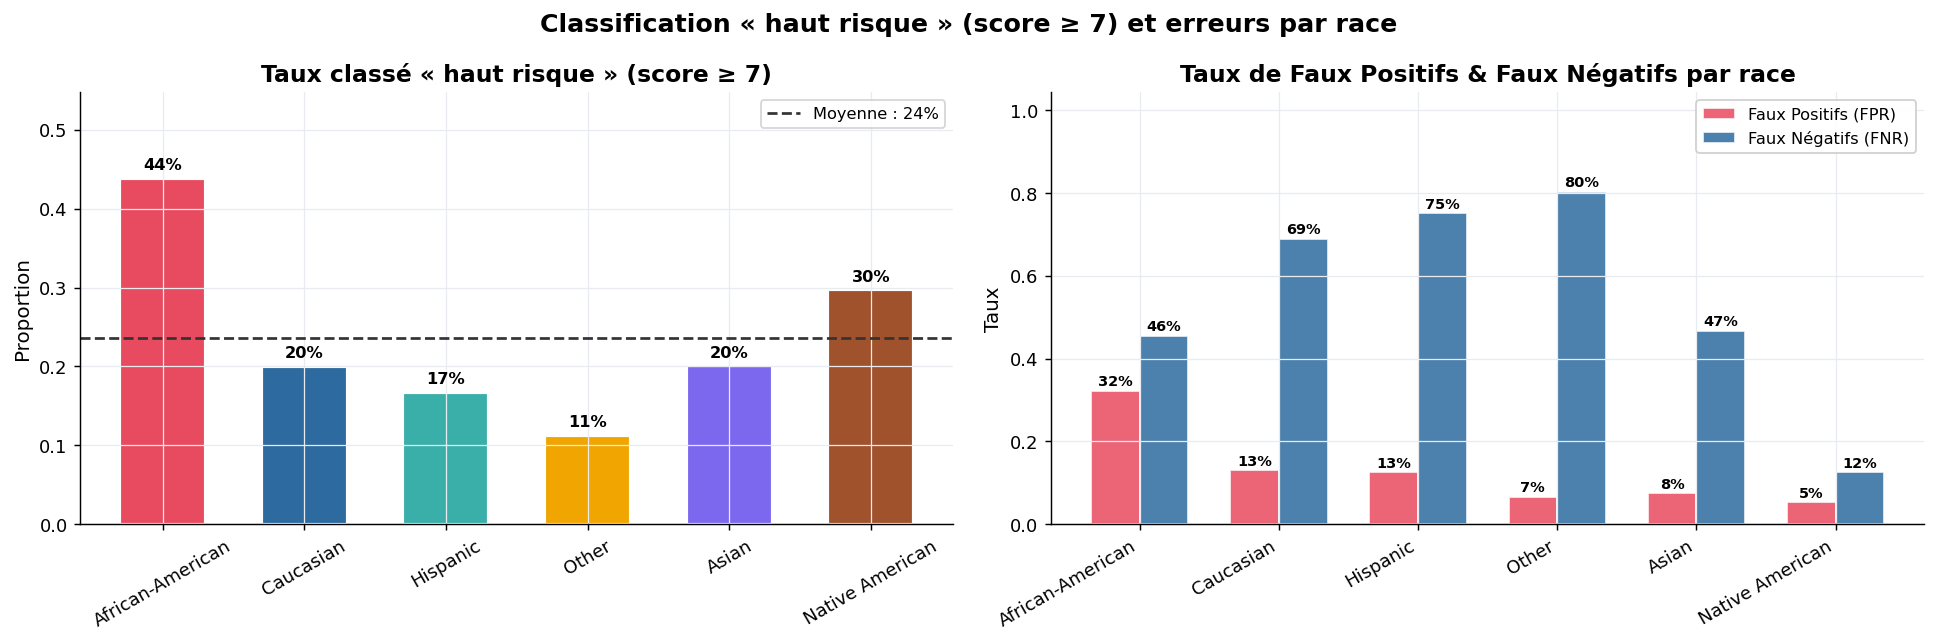 Classification « haut risque » (score ≥ 7) et erreurs par race
Taux classé « haut risque » (score ≥ 7)
Moyenne : 24%
Proportion
0.5
0.4
0.3
0.2
0.1
0.0
44%
20%
17%
11%
20%
30%
African-American
Caucasian
Hispanic
Other
Asian
Native American
Taux de Faux Positifs & Faux Négatifs par race
Faux Positifs (FPR)
Faux Négatifs (FNR)
Taux
1.0
0.8
0.6
0.4
0.2
0.0
32%
46%
13%
69%
13%
75%
7%
80%
8%
47%
5%
12%
African-American
Caucasian
Hispanic
Other
Asian
Native American